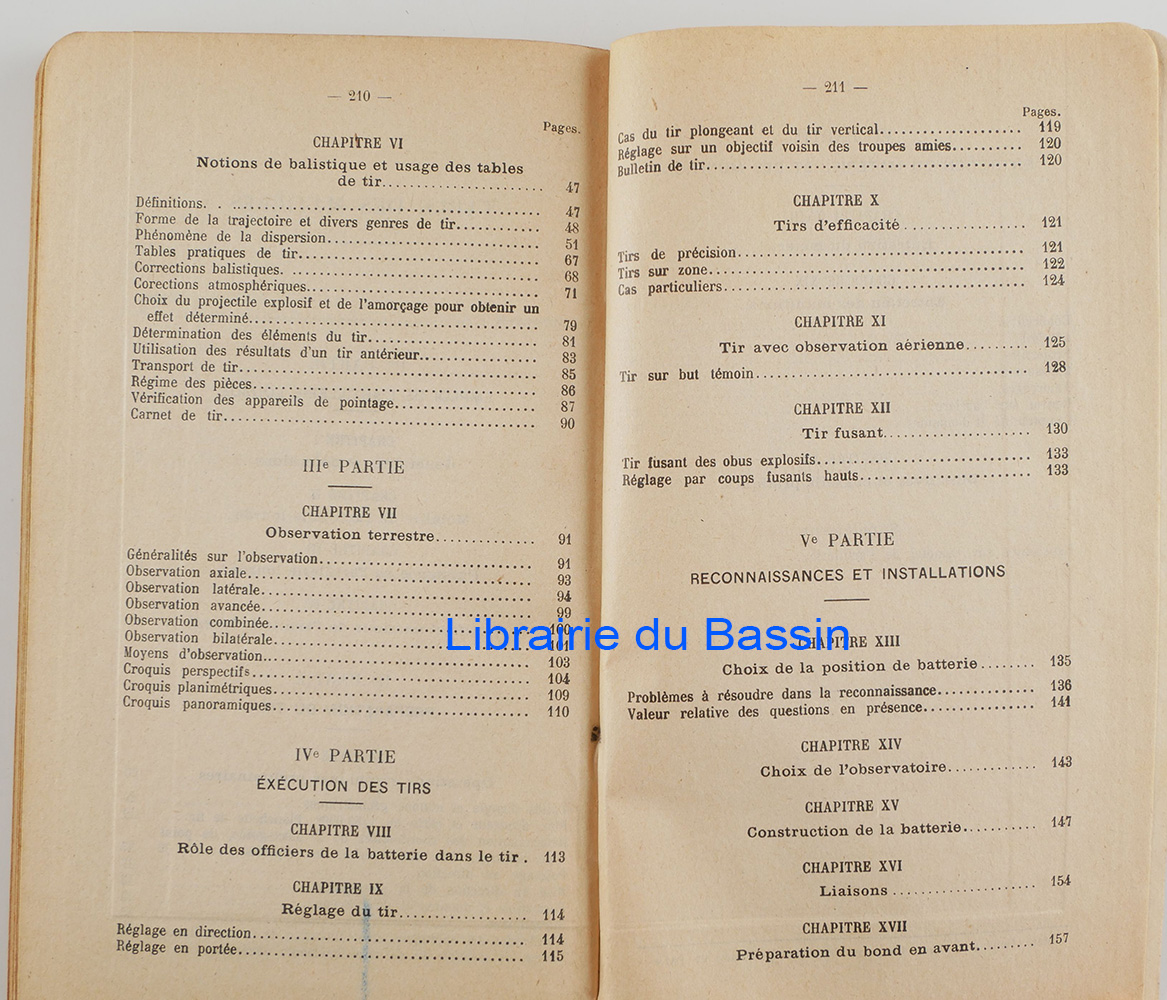 — 210 —
Pages.
CHAPITRE VI
Notions de balistique et usage des tables
de tir....................... 47
Définitions. . ........................................ 47
Forme de la trajectoire et divers genres de tir............ 48
Phénomène de la dispersion.............................. 51
Tables pratiques de tir.................................. 67
Corrections balistiques. .................................. 68
Corections atmosphériques................................ 71
Choix du projectile explosif et de l'amorçage pour obtenir un
effet déterminé........................................ 79
Détermination des éléments du tir........................ 81
Utilisation des résultats d'un tir antérieur................ 83
Transport de tir.......................................... 85
Régime des pièces........................................ 86
Vérification des appareils de pointage.................... 87
Carnet de tir............................................ 90
IIIe PARTIE
CHAPITRE VII
Observation terrestre.............. 91
Généralités sur l'observation.............................. 91
Observation axiale........................................ 93
Observation latérale...................................... 94
Observation avancée...................................... 99
Observation combinée.................................... 100
Observation bilatérale.................................... 101
Moyens d'observation.................................... 103
Croquis perspectifs...................................... 104
Croquis planimétriques.................................. 109
Croquis panoramiques.................................... 110
IVe PARTIE
ÉXÉCUTION DES TIRS
CHAPITRE VIII
Rôle des officiers de la batterie dans le tir . 113
CHAPITRE IX
Réglage du tir.................. 114
Réglage en direction...................................... 114
Réglage en portée........................................ 115
— 211 —
Pages.
Cas du tir plongeant et du tir vertical.................... 119
Réglage sur un objectif voisin des troupes amies.......... 120
Bulletin de tir............................................ 120
CHAPITRE X
Tirs d'efficacité ................. 121
Tirs de précision........................................ 121
Tirs sur zone............................................ 122
Cas particuliers.......................................... 124
CHAPITRE XI
Tir avec observation aérienne......... 125
Tir sur but témoin...................................... 128
CHAPITRE XII
Tir fusant..................... 130
Tir fusant des obus explosifs.............................. 133
Réglage par coups fusants hauts........................ 133
Ve PARTIE
RECONNAISSANCES ET INSTALLATIONS
CHAPITRE XIII
Librairie du Bassin
Choix de la position de batterie........ 135
Problèmes à résoudre dans la reconnaissance.............. 136
Valeur relative des questions en présence................ 141
CHAPITRE XIV
Choix de l'observatoire............. 143
CHAPITRE XV
Construction de la batterie........... 147
CHAPITRE XVI
Liaisons .................... 154
CHAPITRE XVII
Préparation du bond en avant......... 157